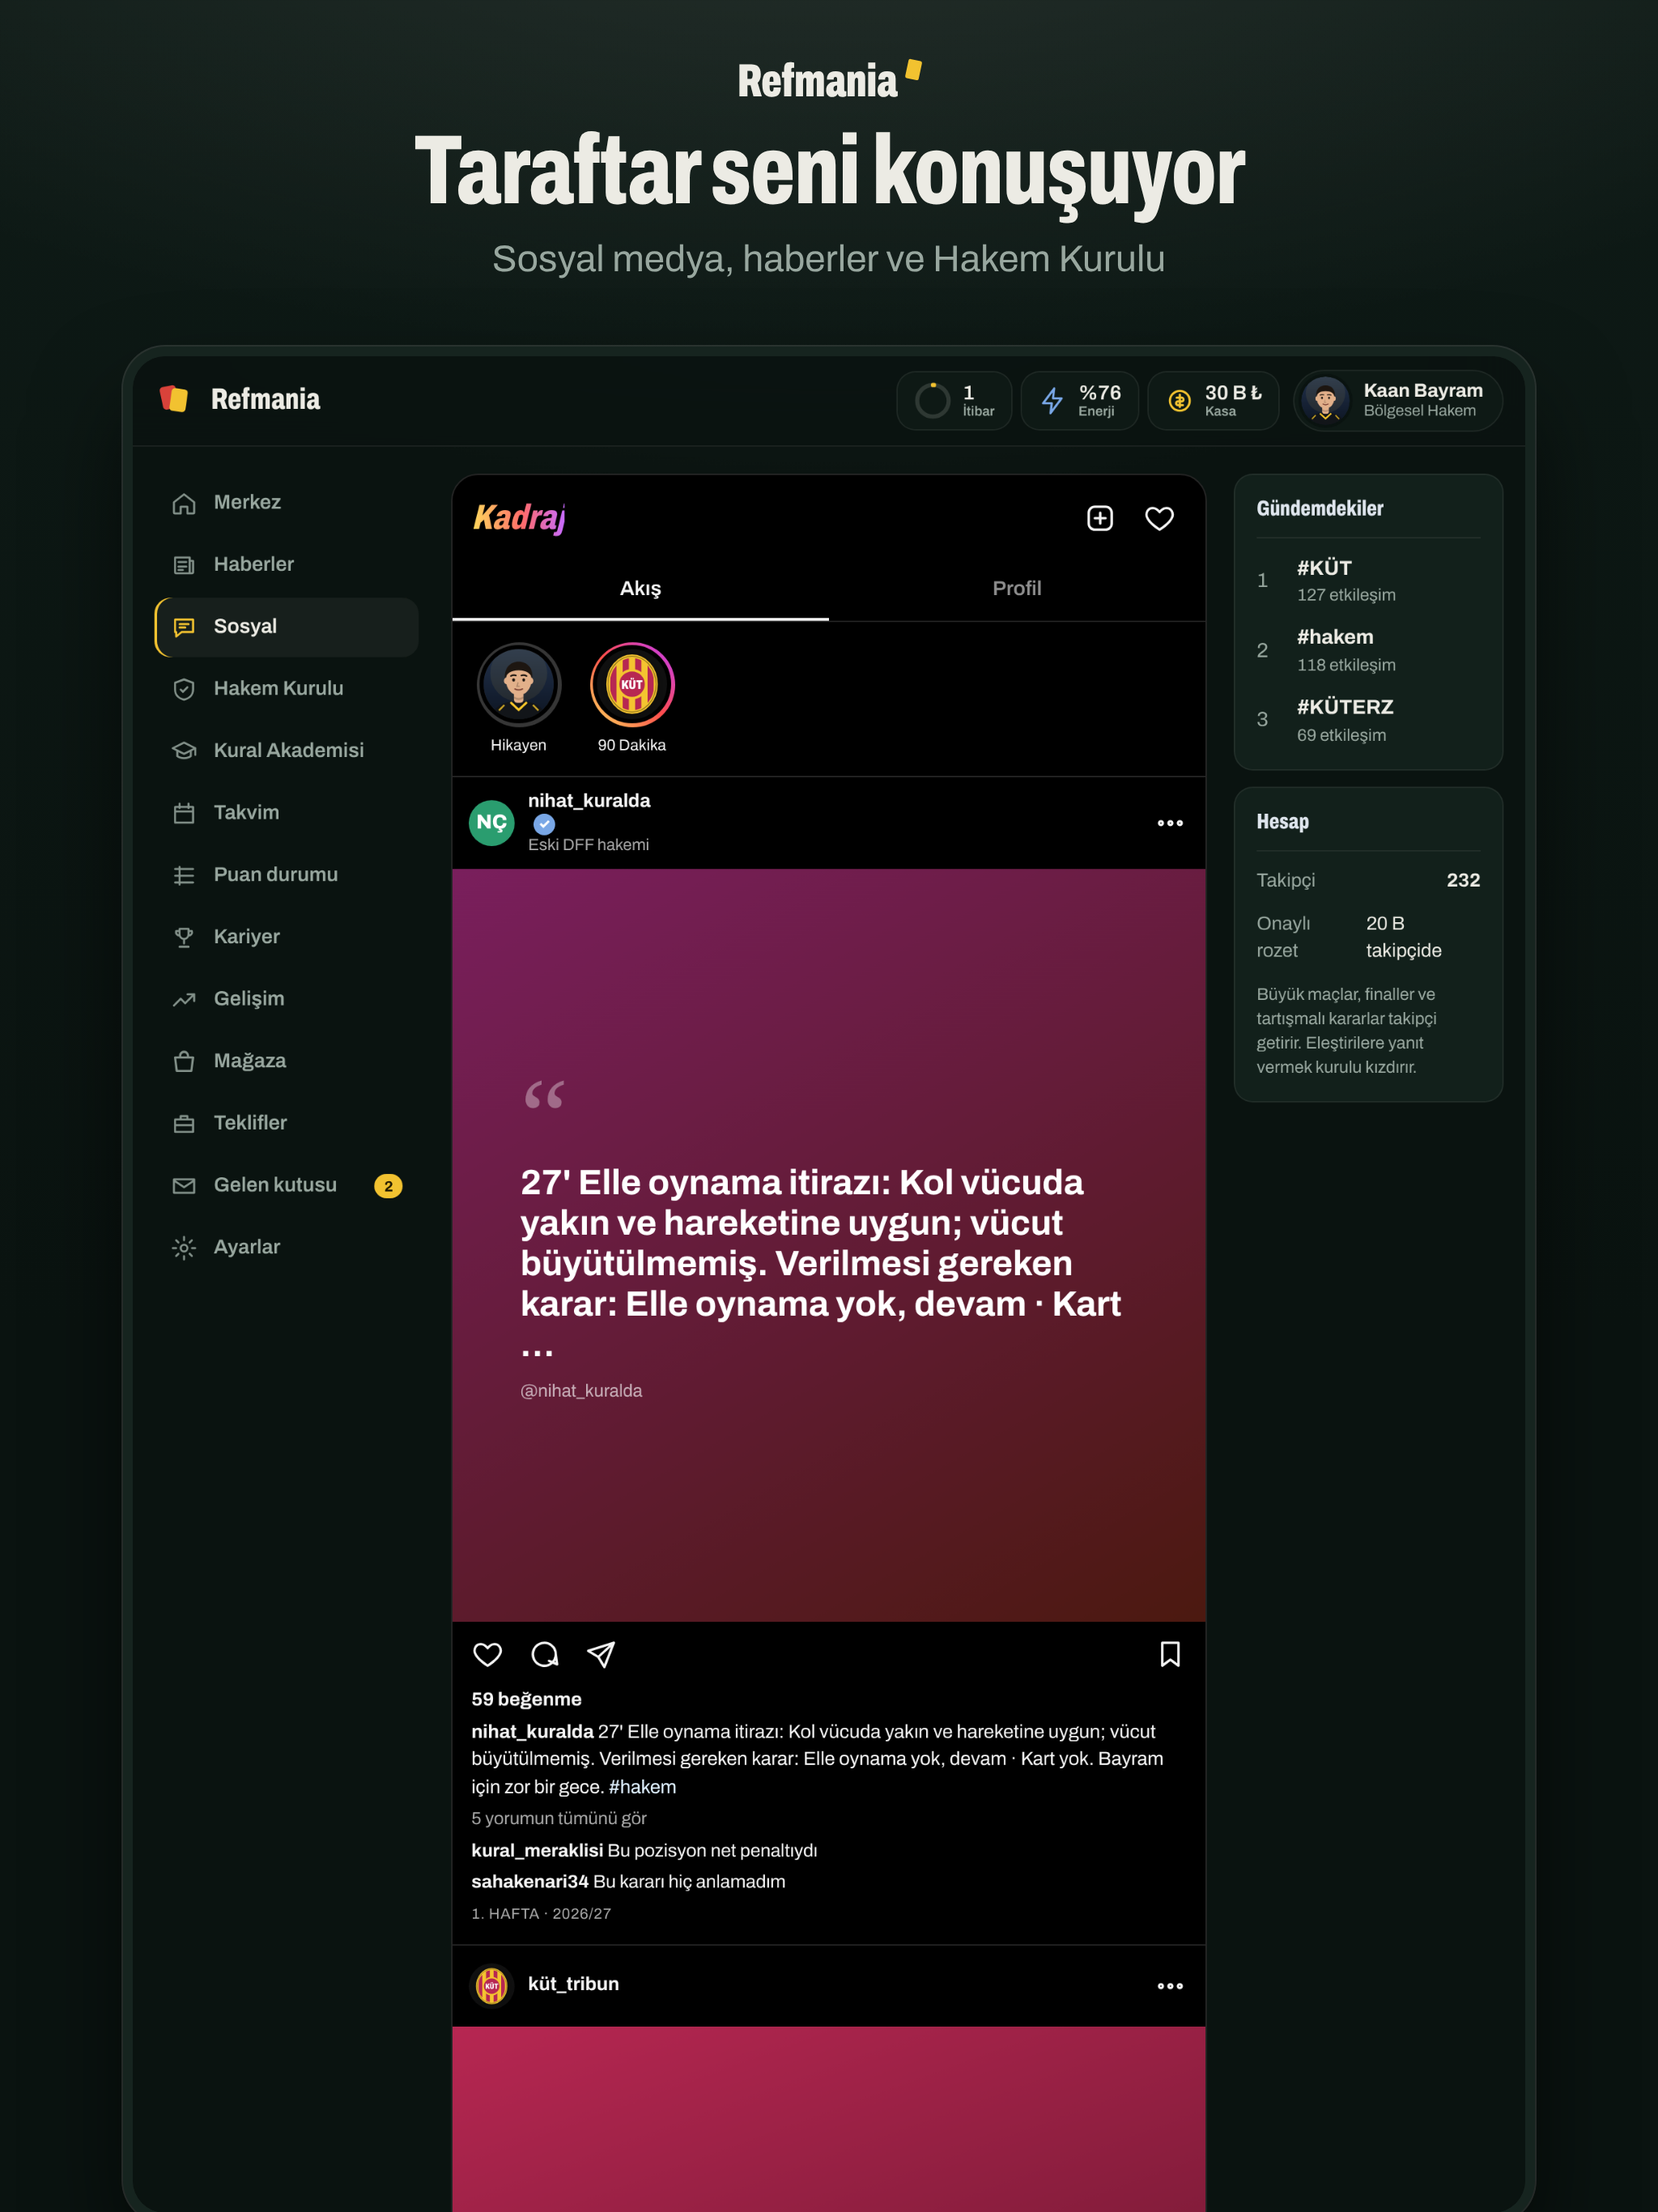 Refmania
Taraftar seni konuşuyor
Sosyal medya, haberler ve Hakem Kurulu
Refmania
1
İtibar
%76
Enerji
30 B ₺
Kasa
Kaan Bayram
Bölgesel Hakem
Merkez
Haberler
Sosyal
Hakem Kurulu
Kural Akademisi
Takvim
Puan durumu
Kariyer
Gelişim
Mağaza
Teklifler
Gelen kutusu
2
Ayarlar
Kadraj
Akış
Profil
KÜT
Hikayen
90 Dakika
NÇ
nihat_kuralda
Eski DFF hakemi
“
27' Elle oynama itirazı: Kol vücuda
yakın ve hareketine uygun; vücut
büyütülmemiş. Verilmesi gereken
karar: Elle oynama yok, devam · Kart
...
@nihat_kuralda
59 beğenme
nihat_kuralda 27' Elle oynama itirazı: Kol vücuda yakın ve hareketine uygun; vücut
büyütülmemiş. Verilmesi gereken karar: Elle oynama yok, devam · Kart yok. Bayram
için zor bir gece. #hakem
5 yorumun tümünü gör
kural_meraklisi Bu pozisyon net penaltıydı
sahakenari34 Bu kararı hiç anlamadım
1. HAFTA · 2026/27
KÜT
küt_tribun
Gündemdekiler
1
#KÜT
127 etkileşim
2
#hakem
118 etkileşim
3
#KÜTERZ
69 etkileşim
Hesap
Takipçi
232
Onaylı
rozet
20 B
takipçide
Büyük maçlar, finaller ve
tartışmalı kararlar takipçi
getirir. Eleştirilere yanıt
vermek kurulu kızdırır.